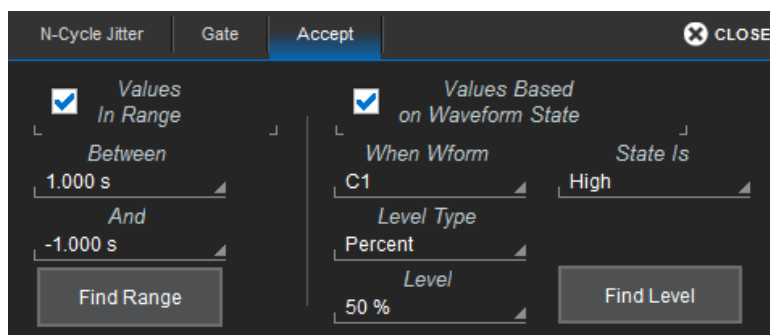 N-Cycle Jitter Gate Accept CLOSE
Values In Range
Between
1.000 s
And
-1.000 s
Find Range
Values Based on Waveform State
When Wform
C1
Level Type
Percent
Level
50 %
State Is
High
Find Level